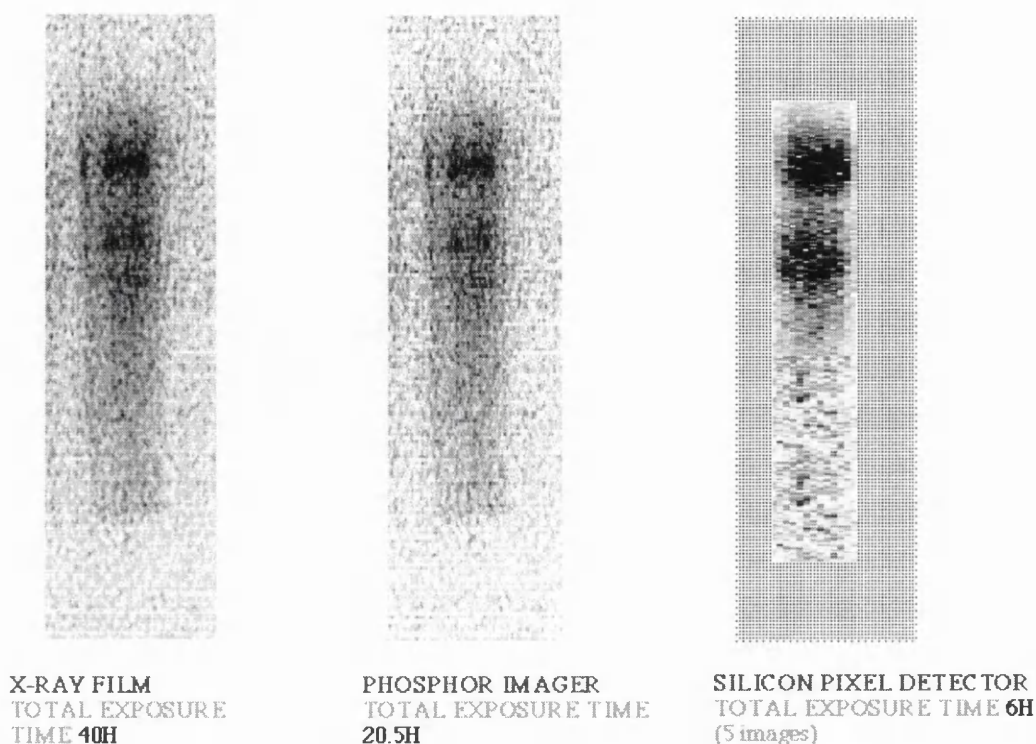 X-RAY FILM
TOTAL EXPOSURE
TIME 40H
PHOSPHOR IMAGER
TOTAL EXPOSURE TIME
20.5H
SILICON PIXEL DETECTOR
TOTAL EXPOSURE TIME 6H
(5 images)